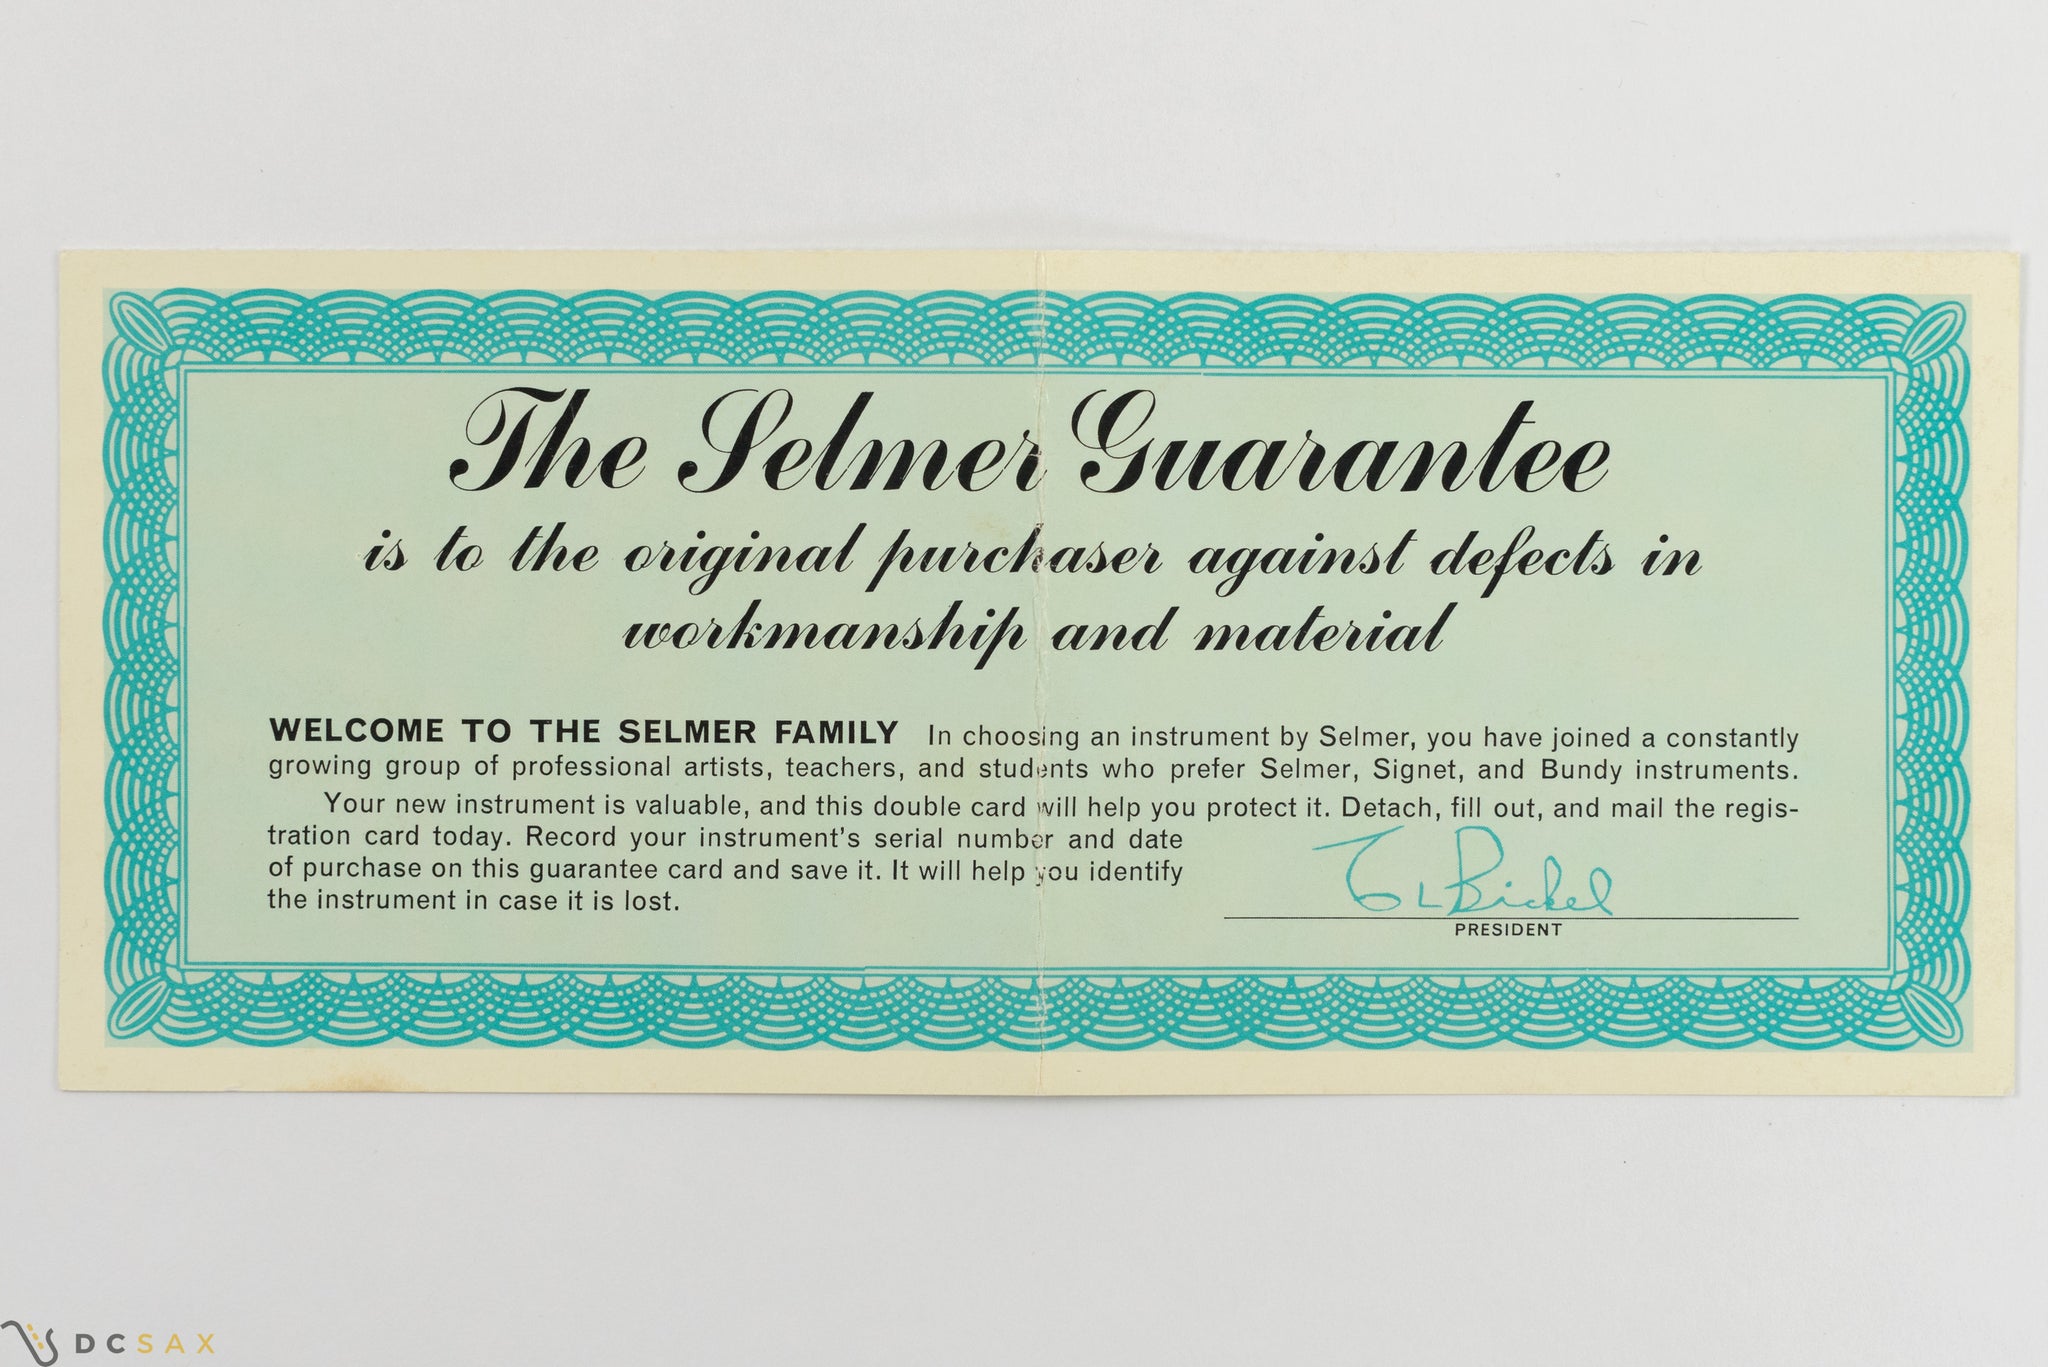 The Selmer Guarantee
is to the original purchaser against defects in
workmanship and material
WELCOME TO THE SELMER FAMILY In choosing an instrument by Selmer, you have joined a constantly
growing group of professional artists, teachers, and students who prefer Selmer, Signet, and Bundy instruments.
Your new instrument is valuable, and this double card will help you protect it. Detach, fill out, and mail the regis-
tration card today. Record your instrument's serial number and date
of purchase on this guarantee card and save it. It will help you identify
the instrument in case it is lost.
L Bickel
PRESIDENT
DCSAX